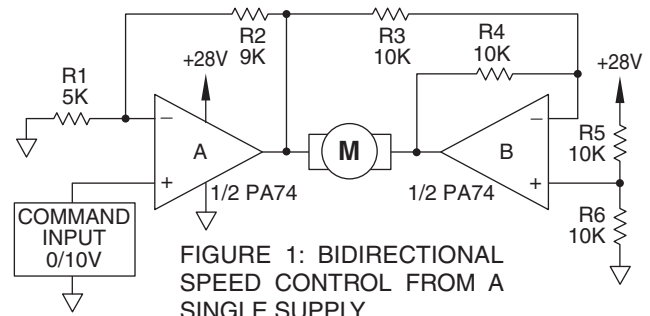 R2
9K
R3
10K
R4
10K
+28V
+28V
R1
5K
–
A
+
M
–
B
+
R5
10K
R6
10K
1/2 PA74
1/2 PA74
COMMAND
INPUT
0/10V
FIGURE 1: BIDIRECTIONAL
SPEED CONTROL FROM A
SINGLE SUPPLY